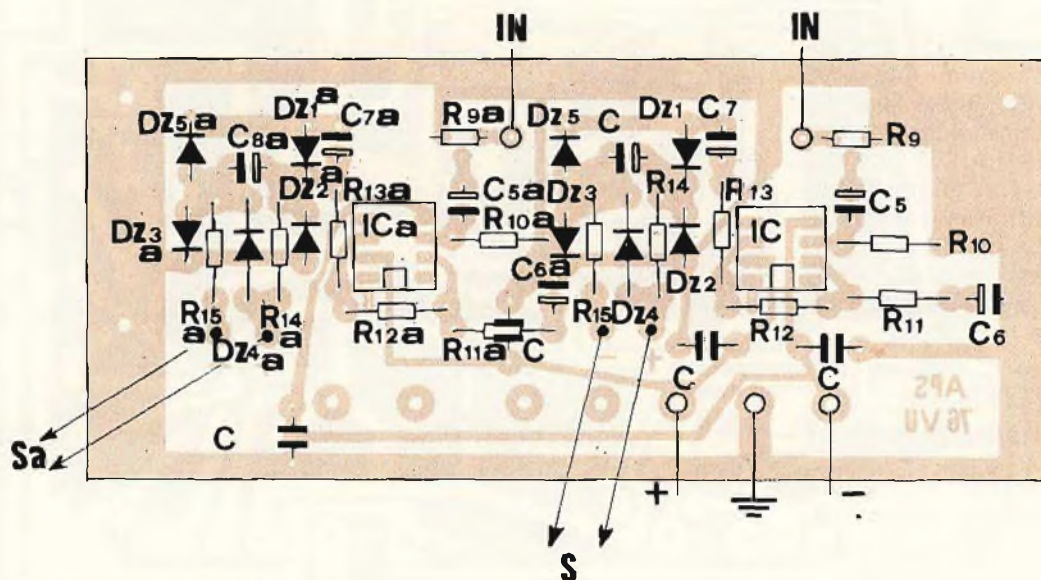 IN IN
Dz5a C8a Dz1a C7a R9a Dz5 C Dz1 C7 R9
Dz3a Dz2a R13a C5a Dz3 R14 R13 C5
ICa R10a IC R10
C6a Dz2
R15a Dz4a R14a R12a R11a C R15 Dz4 R12 R11 C6
C C
APS
76 VU
C
Sa
+ -
S